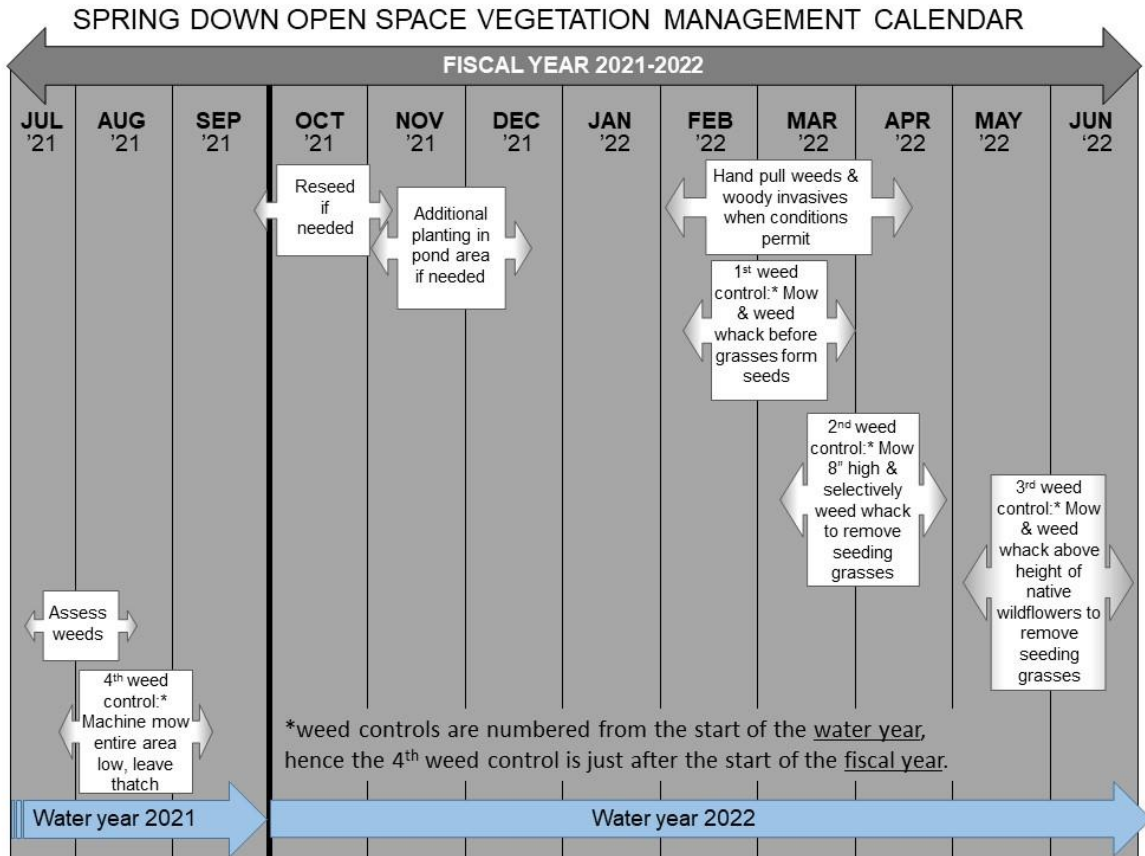 SPRING DOWN OPEN SPACE VEGETATION MANAGEMENT CALENDAR
FISCAL YEAR 2021-2022
JUL AUG SEP OCT NOV DEC JAN FEB MAR APR MAY JUN
’21 ’21 ’21 ’21 ’21 ’21 ’22 ’22 ’22 ’22 ’22 ‘22
Reseed
if
needed
Additional
planting in
pond area
if needed
Hand pull weeds &
woody invasives
when conditions
permit
1st weed
control:* Mow
& weed
whack before
grasses form
seeds
2nd weed
control:* Mow
8” high &
selectively
weed whack
to remove
seeding
grasses
3rd weed
control:* Mow
& weed
whack above
height of
native
wildflowers to
remove
seeding
grasses
Assess
weeds
4th weed
control:*
Machine mow
entire area
low, leave
thatch
*weed controls are numbered from the start of the water year,
hence the 4th weed control is just after the start of the fiscal year.
Water year 2021
Water year 2022